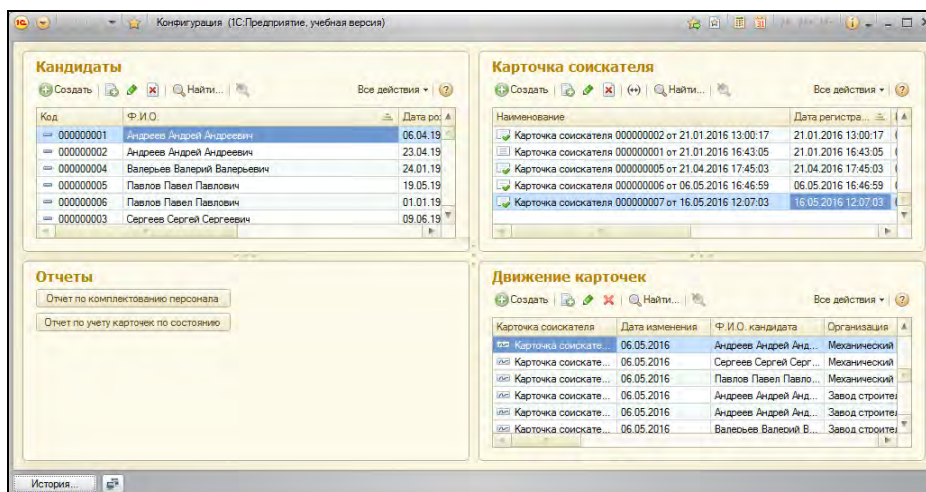 Конфигурация (1С:Предприятие, учебная версия)
Кандидаты
Создать Найти... Все действия
Код Ф.И.О. Дата ро
000000001 Андреев Андрей Андреевич 06.04.19
000000002 Андреев Андрей Андреевич 23.04.19
000000004 Валерьев Валерий Валерьевич 24.01.19
000000005 Павлов Павел Павлович 19.05.19
000000006 Павлов Павел Павлович 01.01.19
000000003 Сергеев Сергей Сергеевич 09.06.19
Карточка соискателя
Создать Найти... Все действия
Наименование Дата регистра...
Карточка соискателя 000000002 от 21.01.2016 13:00:17 21.01.2016 13:00:17
Карточка соискателя 000000001 от 21.01.2016 16:43:05 21.01.2016 16:43:05
Карточка соискателя 000000005 от 21.04.2016 17:45:03 21.04.2016 17:45:03
Карточка соискателя 000000006 от 06.05.2016 16:46:59 06.05.2016 16:46:59
Карточка соискателя 000000007 от 16.05.2016 12:07:03 16.05.2016 12:07:03
Отчеты
Отчет по комплектованию персонала
Отчет по учету карточек по состоянию
Движение карточек
Создать Найти... Все действия
Карточка соискателя Дата изменения Ф.И.О. кандидата Организация
Карточка соискате... 06.05.2016 Андреев Андрей Анд... Механический
Карточка соискате... 06.05.2016 Сергеев Сергей Серг... Механический
Карточка соискате... 06.05.2016 Павлов Павел Павло... Механический
Карточка соискате... 06.05.2016 Андреев Андрей Анд... Завод строител
Карточка соискате... 06.05.2016 Андреев Андрей Анд... Завод строител
Карточка соискате... 06.05.2016 Валерьев Валерий В... Завод строител
История...